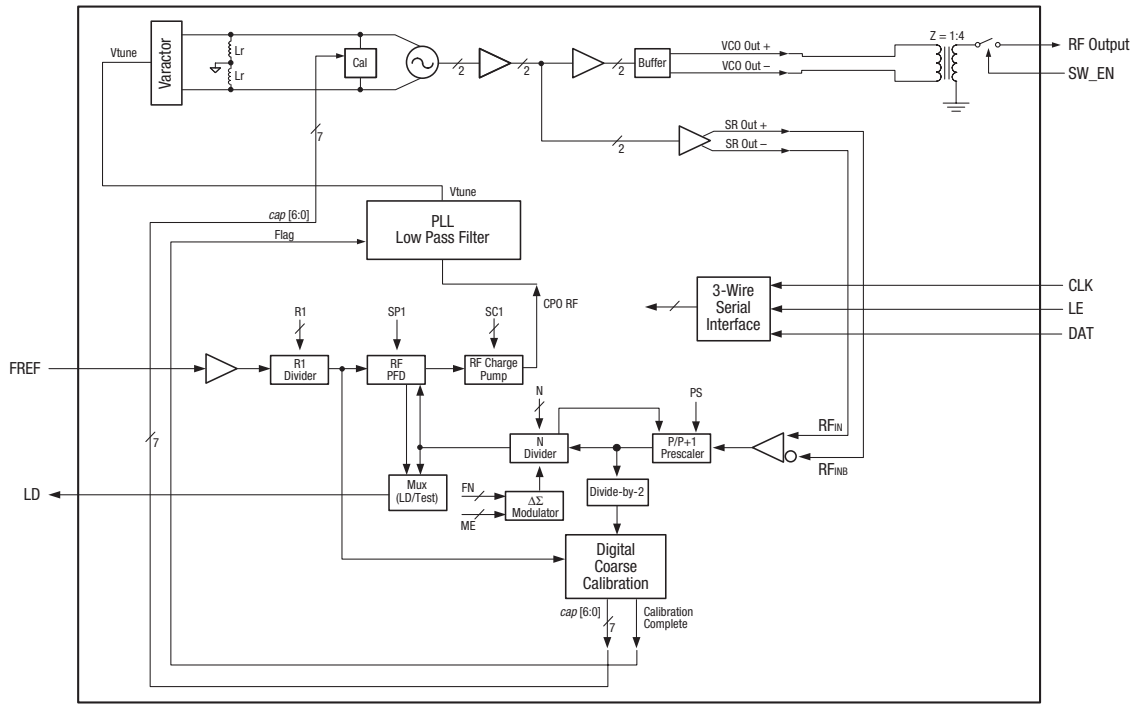 Z = 1:4
Vtune
Varactor
Lr
Lr
Cal
2
2
2
Buffer
VCO Out +
VCO Out –
RF Output
SW_EN
7
2
SR Out +
SR Out –
Vtune
cap [6:0]
Flag
PLL
Low Pass Filter
CPO RF
3-Wire
Serial
Interface
CLK
LE
DAT
R1
SP1
SC1
FREF
R1
Divider
RF
PFD
RF Charge
Pump
N
PS
7
N
Divider
P/P+1
Prescaler
RFIN
RFINB
LD
Mux
(LD/Test)
FN
ME
ΔΣ
Modulator
Divide-by-2
Digital
Coarse
Calibration
cap [6:0]
7
Calibration
Complete